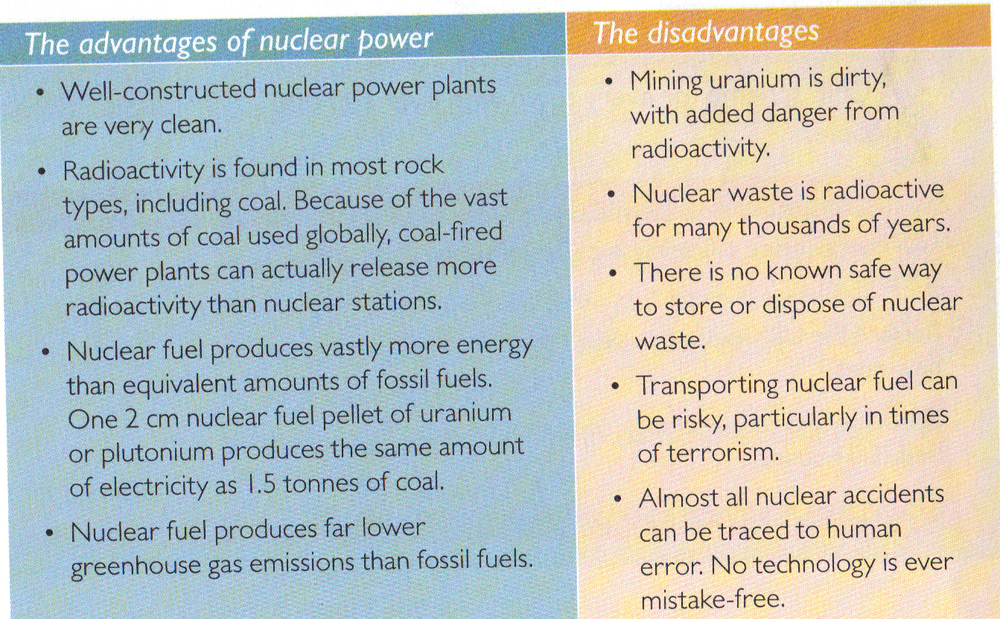 The advantages of nuclear power
• Well-constructed nuclear power plants
are very clean.
• Radioactivity is found in most rock
types, including coal. Because of the vast
amounts of coal used globally, coal-fired
power plants can actually release more
radioactivity than nuclear stations.
• Nuclear fuel produces vastly more energy
than equivalent amounts of fossil fuels.
One 2 cm nuclear fuel pellet of uranium
or plutonium produces the same amount
of electricity as 1.5 tonnes of coal.
• Nuclear fuel produces far lower
greenhouse gas emissions than fossil fuels.
The disadvantages
• Mining uranium is dirty,
with added danger from
radioactivity.
• Nuclear waste is radioactive
for many thousands of years.
• There is no known safe way
to store or dispose of nuclear
waste.
• Transporting nuclear fuel can
be risky, particularly in times
of terrorism.
• Almost all nuclear accidents
can be traced to human
error. No technology is ever
mistake-free.